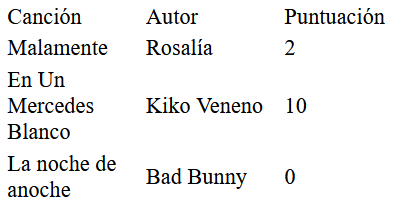 Canción Autor Puntuación
Malamente Rosalía 2
En Un
Mercedes Kiko Veneno 10
Blanco
La noche de
anoche Bad Bunny 0